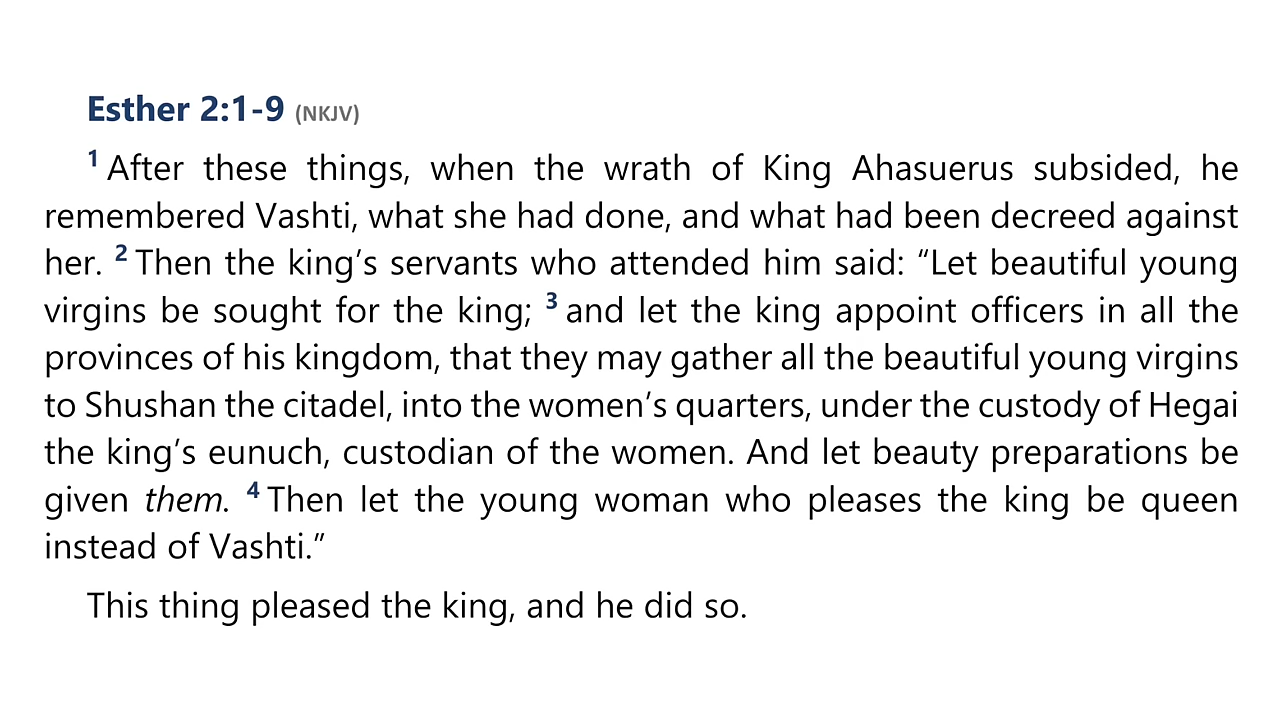 Esther 2:1-9 (NKJV)
1 After these things, when the wrath of King Ahasuerus subsided, he
remembered Vashti, what she had done, and what had been decreed against
her. 2 Then the king’s servants who attended him said: “Let beautiful young
virgins be sought for the king; 3 and let the king appoint officers in all the
provinces of his kingdom, that they may gather all the beautiful young virgins
to Shushan the citadel, into the women’s quarters, under the custody of Hegai
the king’s eunuch, custodian of the women. And let beauty preparations be
given them. 4 Then let the young woman who pleases the king be queen
instead of Vashti.”
This thing pleased the king, and he did so.